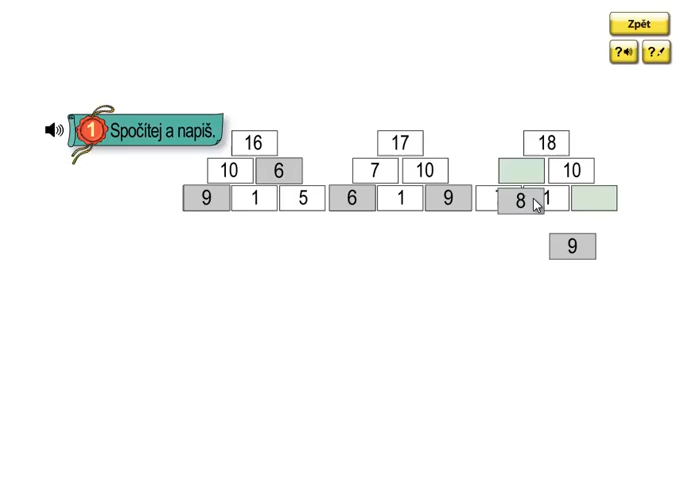 Zpět
?
?
1 Spočítej a napiš.
16 17 18
10 6 7 10 10
9 1 5 6 1 9 8 1
9